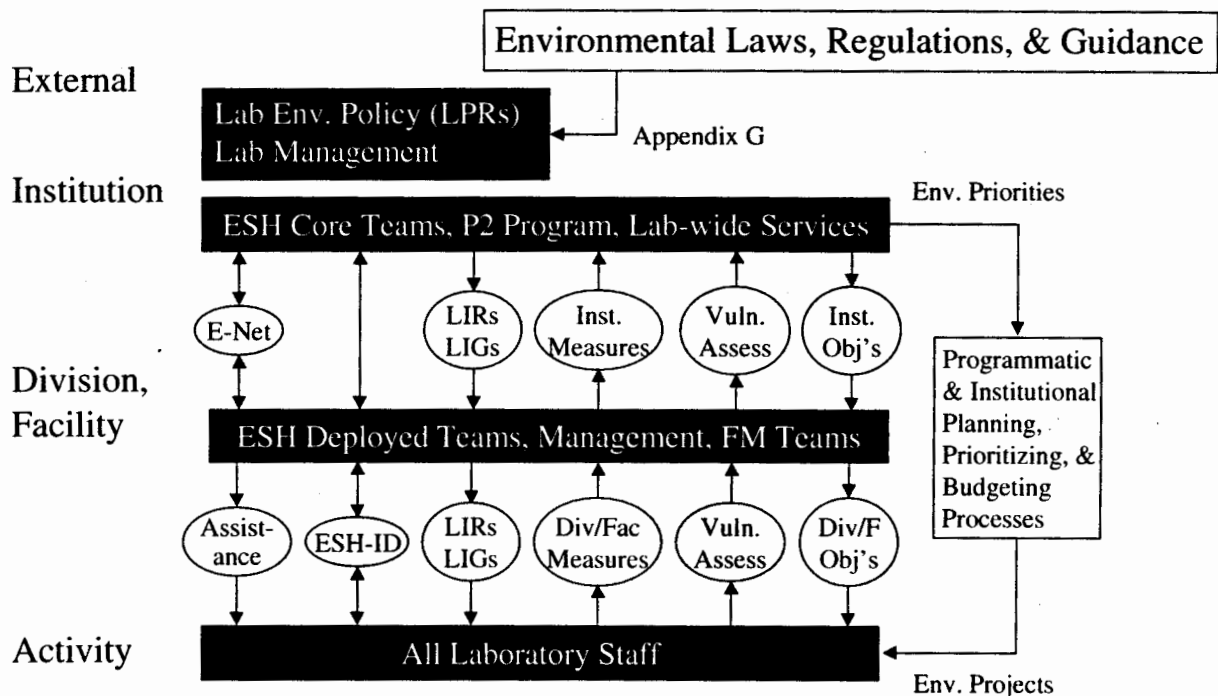 Environmental Laws, Regulations, & Guidance
External
Lab Env. Policy (LPRs)
Lab Management
Appendix G
Institution
Env. Priorities
ESH Core Teams, P2 Program, Lab-wide Services
E-Net
LIRs
LIGs
Inst.
Measures
Vuln.
Assess
Inst.
Obj's
Programmatic
& Institutional
Planning,
Prioritizing, &
Budgeting
Processes
Division,
Facility
ESH Deployed Teams, Management, FM Teams
Assist-
ance
ESH-ID
LIRs
LIGs
Div/Fac
Measures
Vuln.
Assess
Div/F
Obj's
Activity
All Laboratory Staff
Env. Projects